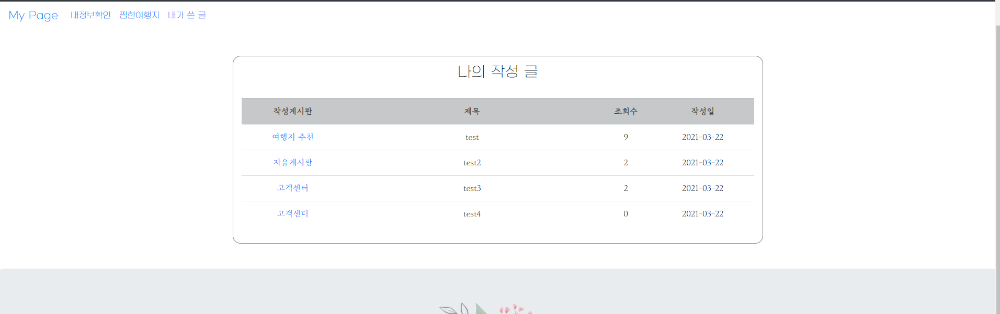 My Page 내정보확인 찜한여행지 내가 쓴 글
나의 작성 글
작성게시판 제목 조회수 작성일
여행지 추천 test 9 2021-03-22
자유게시판 test2 2 2021-03-22
고객센터 test3 2 2021-03-22
고객센터 test4 0 2021-03-22